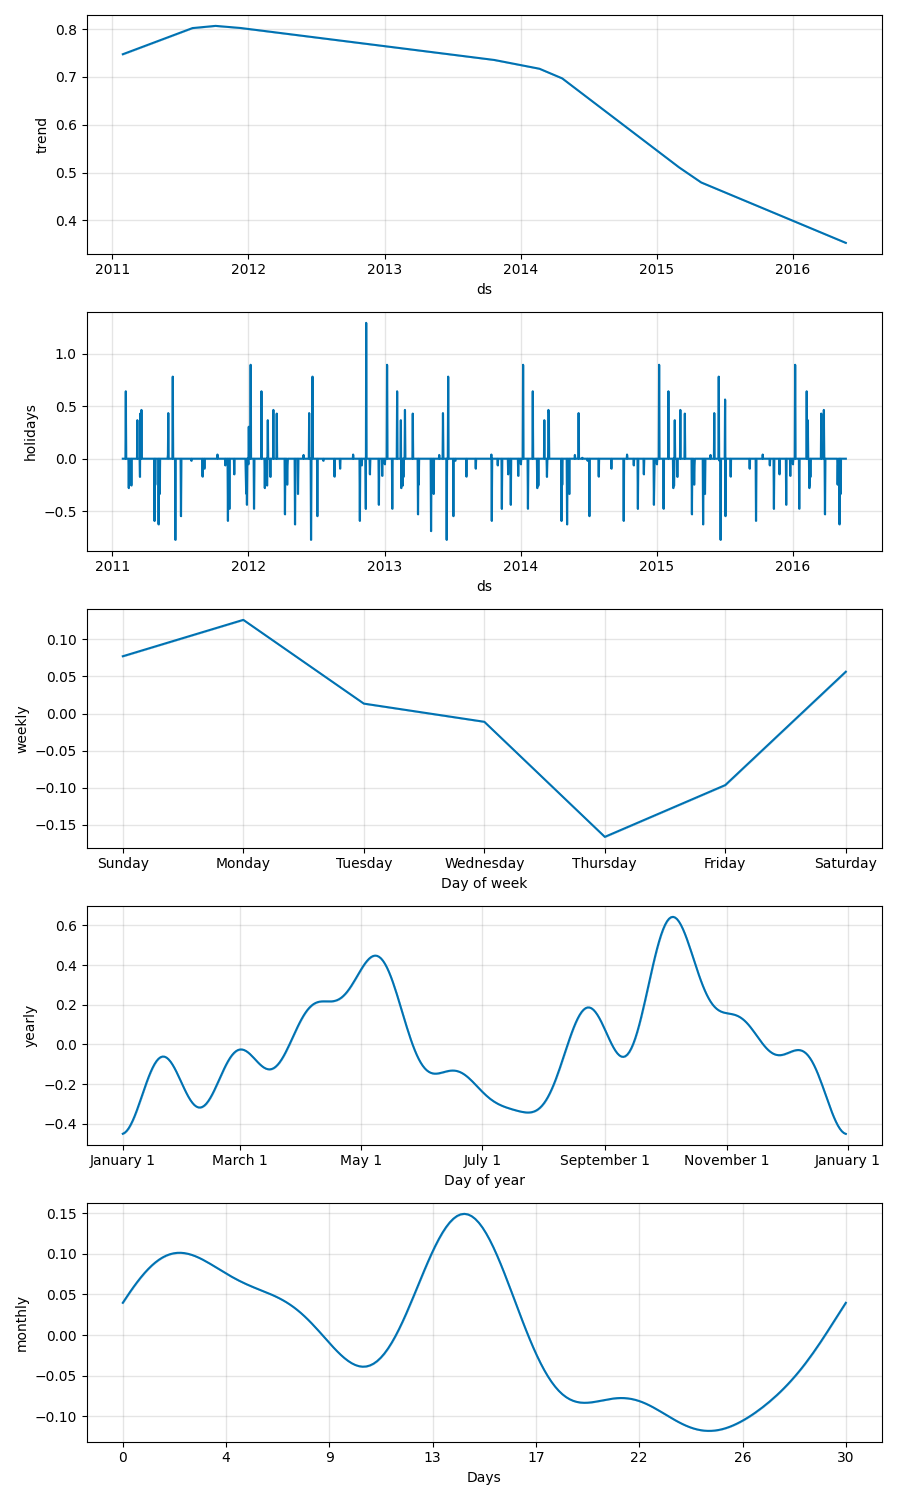 0.8
0.7
0.6
0.5
0.4
trend
2011 2012 2013 2014 2015 2016
ds
1.0
0.5
0.0
−0.5
holidays
2011 2012 2013 2014 2015 2016
ds
0.10
0.05
0.00
−0.05
−0.10
−0.15
weekly
Sunday Monday Tuesday Wednesday Thursday Friday Saturday
Day of week
0.6
0.4
0.2
0.0
−0.2
−0.4
yearly
January 1 March 1 May 1 July 1 September 1 November 1 January 1
Day of year
0.15
0.10
0.05
0.00
−0.05
−0.10
monthly
0 4 9 13 17 22 26 30
Days